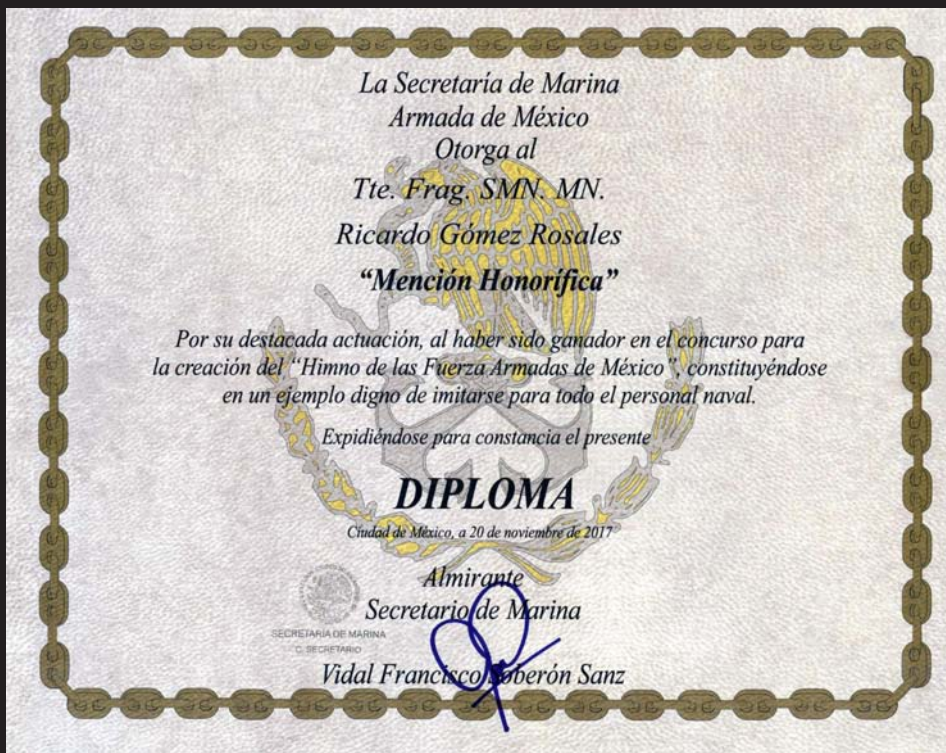 La Secretaría de Marina
Armada de México
Otorga al
Tte. Frag. SMN. MN.
Ricardo Gómez Rosales
“Mención Honorífica”
Por su destacada actuación, al haber sido ganador en el concurso para
la creación del “Himno de las Fuerza Armadas de México”, constituyéndose
en un ejemplo digno de imitarse para todo el personal naval.
Expidiéndose para constancia el presente
DIPLOMA
Ciudad de México, a 20 de noviembre de 2017
Almirante
Secretario de Marina
SECRETARIA DE MARINA
C. SECRETARIO
Vidal Francisco Soberón Sanz